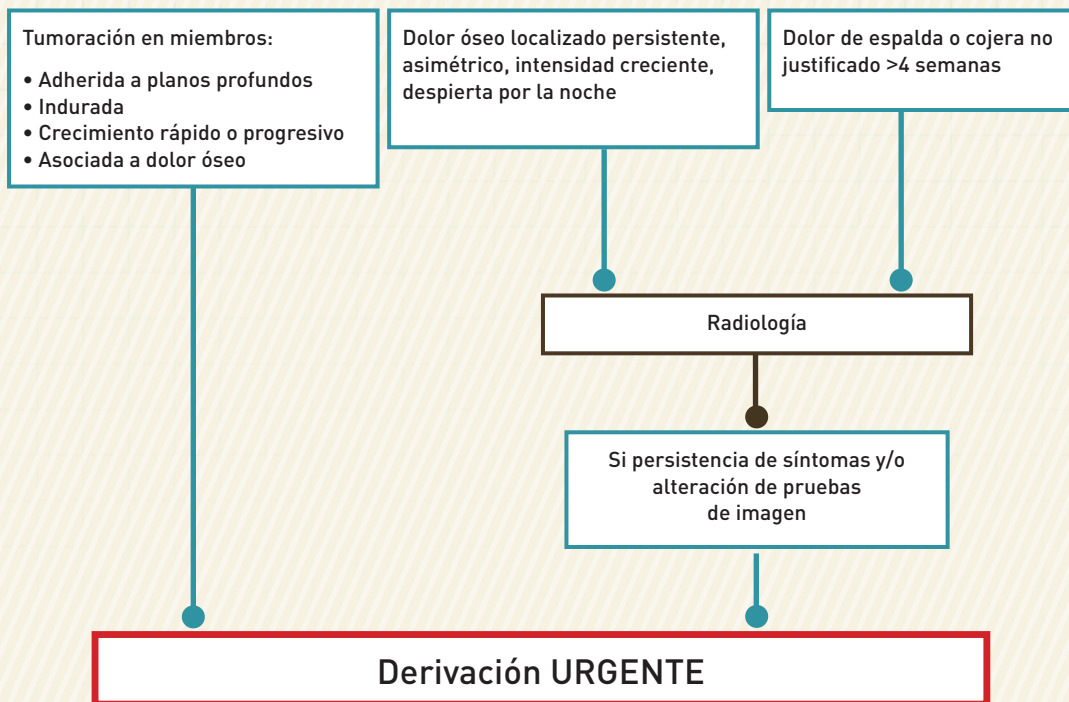 Tumoración en miembros:
• Adherida a planos profundos
• Indurada
• Crecimiento rápido o progresivo
• Asociada a dolor óseo
Dolor óseo localizado persistente,
asimétrico, intensidad creciente,
despierta por la noche
Dolor de espalda o cojera no
justificado >4 semanas
Radiología
Si persistencia de síntomas y/o
alteración de pruebas
de imagen
Derivación URGENTE